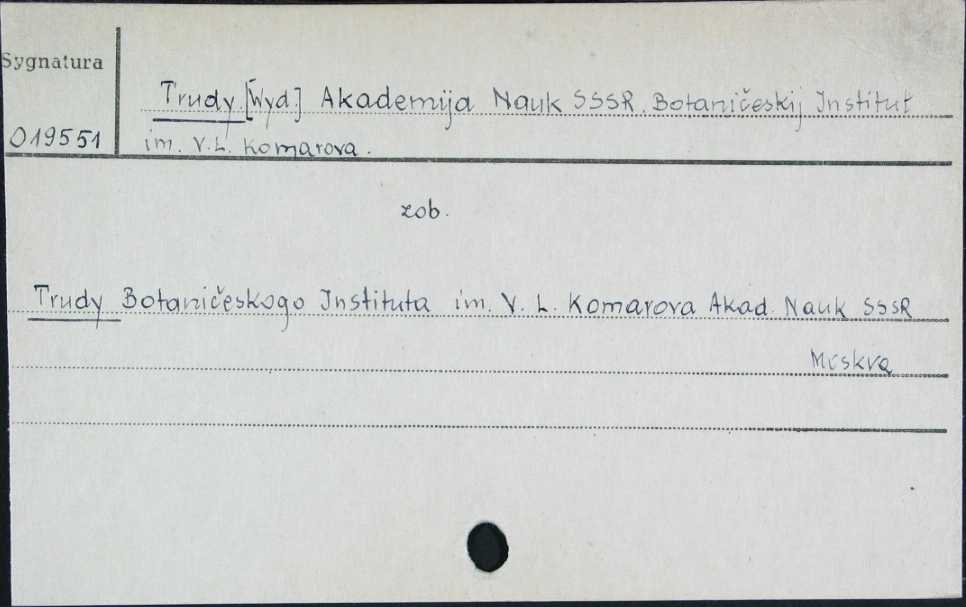 Sygnatura
Trudy [Wyd.] Akademija Nauk SSSR. Botaničeskij Institut
019551 im. V.L. Komarova.
zob.
Trudy Botaničeskogo Instituta im. V. L. Komarova Akad. Nauk SSSR
Moskva